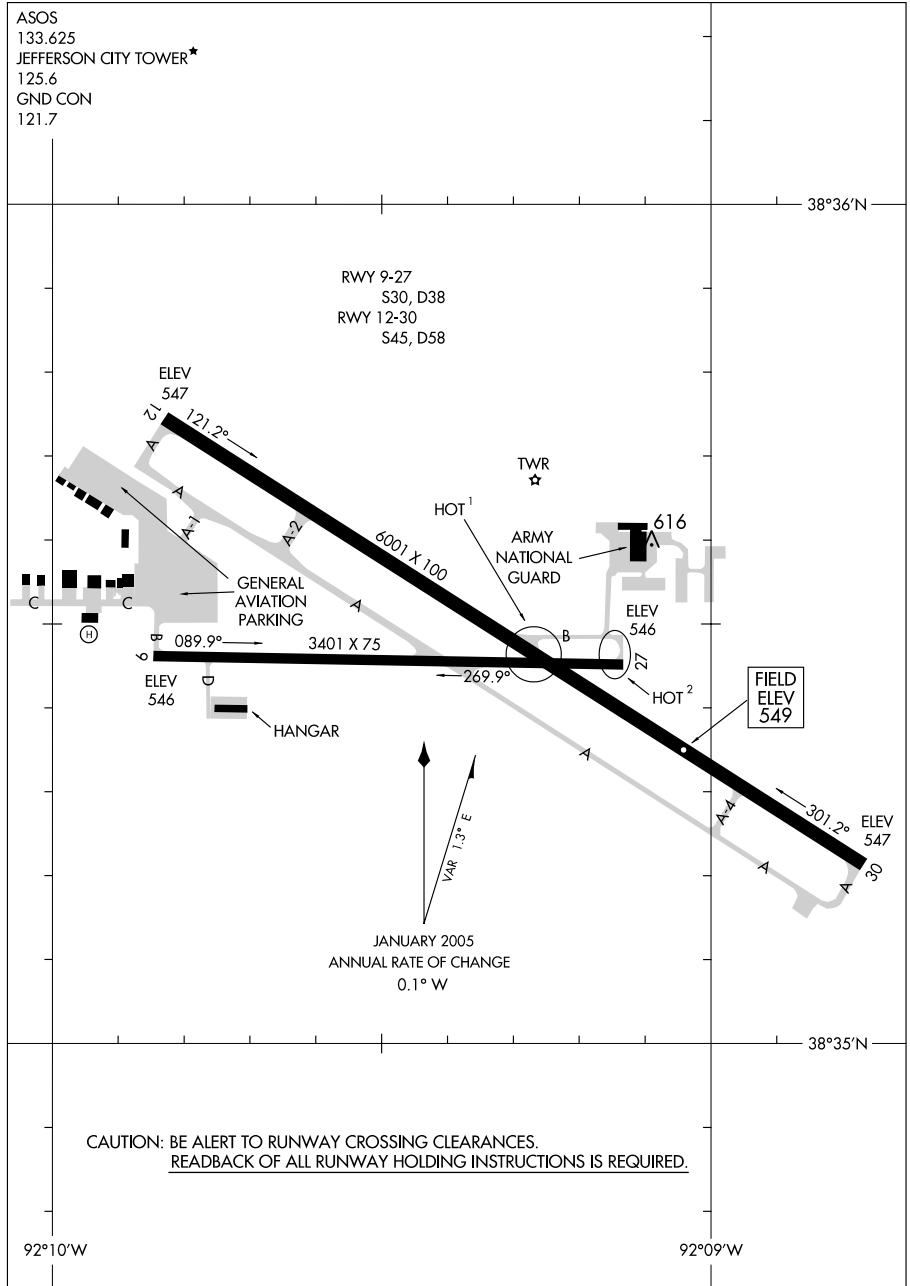 ASOS
133.625
JEFFERSON CITY TOWER★
125.6
GND CON
121.7
38°36'N
RWY 9-27
S30, D38
RWY 12-30
S45, D58
ELEV
547
12
121.2°
A
A
A-1
A-2
A
6001 X 100
TWR
HOT 1
ARMY
NATIONAL
GUARD
616
GENERAL
AVIATION
PARKING
C
C
H
B
9
089.9°
3401 X 75
269.9°
B
ELEV
546
27
HOT 2
ELEV
546
D
HANGAR
FIELD
ELEV
549
A
A-4
301.2°
ELEV
547
30
A
A
VAR 1.3° E
JANUARY 2005
ANNUAL RATE OF CHANGE
0.1° W
38°35'N
CAUTION: BE ALERT TO RUNWAY CROSSING CLEARANCES.
READBACK OF ALL RUNWAY HOLDING INSTRUCTIONS IS REQUIRED.
92°10'W
92°09'W